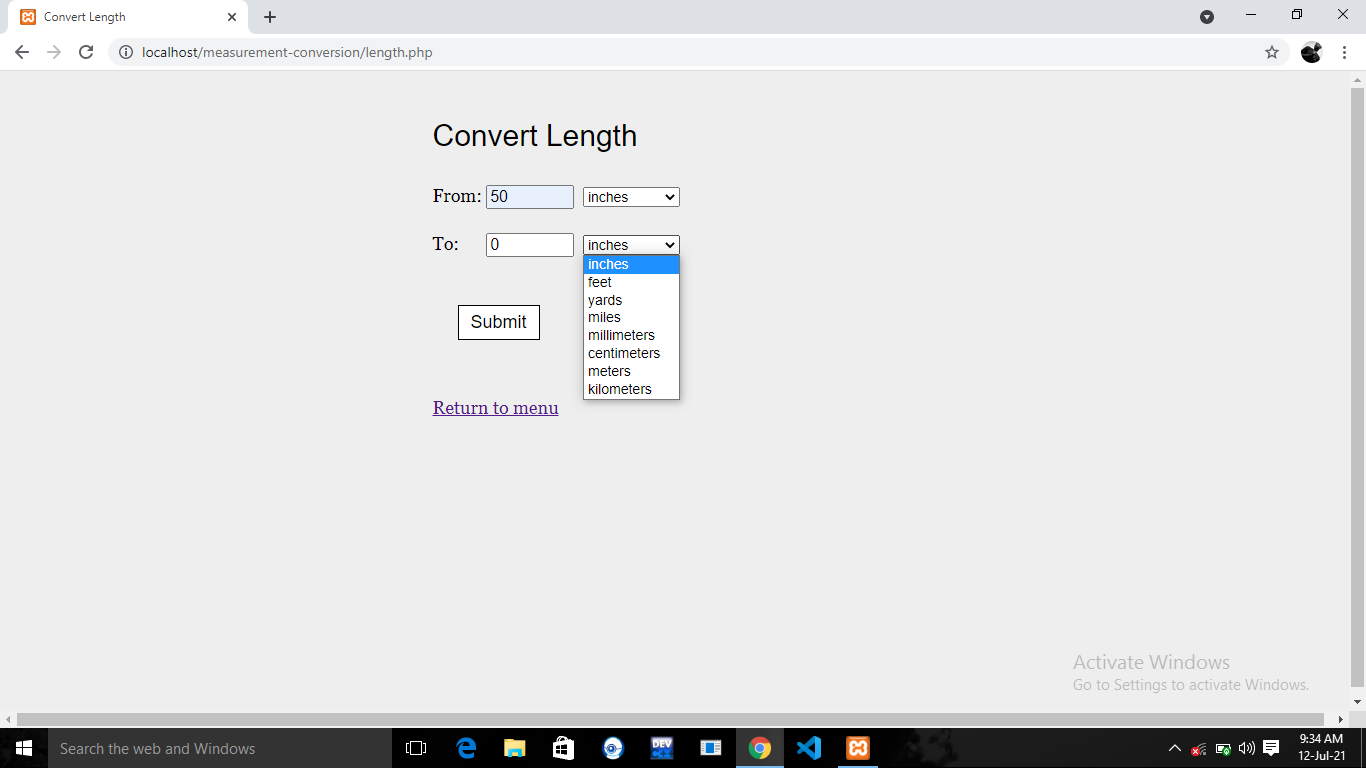 Convert Length
localhost/measurement-conversion/length.php
Convert Length
From: 50 inches
To: 0 inches
inches
feet
yards
miles
millimeters
centimeters
meters
kilometers
Submit
Return to menu
Activate Windows
Go to Settings to activate Windows.
Search the web and Windows
DEV
9:34 AM
12-Jul-21